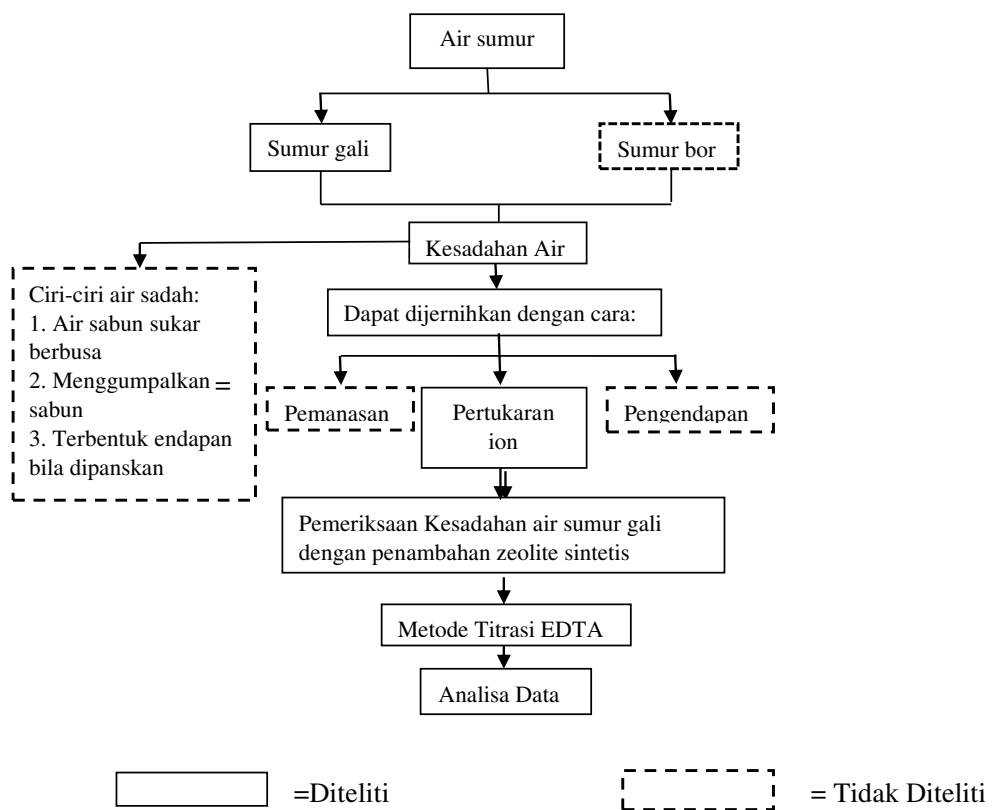 Air sumur
Sumur gali
Sumur bor
Kesadahan Air
Ciri-ciri air sadah:
1. Air sabun sukar
berbusa
2. Menggumpalkan =
sabun
3. Terbentuk endapan
bila dipanskan
Dapat dijernihkan dengan cara:
Pemanasan
Pertukaran
ion
Pengendapan
Pemeriksaan Kesadahan air sumur gali
dengan penambahan zeolite sintetis
Metode Titrasi EDTA
Analisa Data
=Diteliti
= Tidak Diteliti